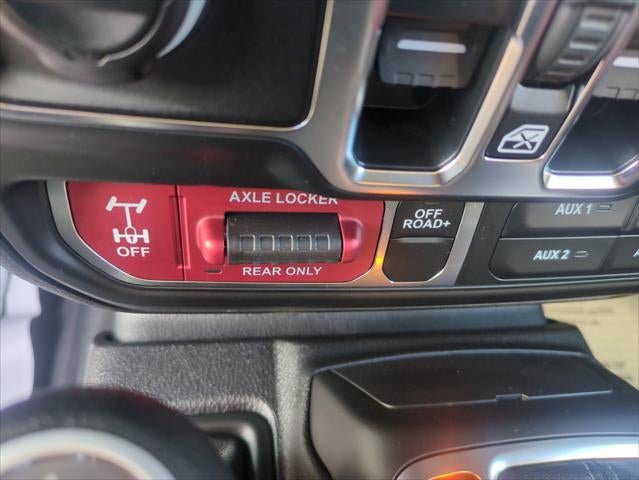 AXLE LOCKER
OFF
REAR ONLY
OFF
ROAD+
AUX 1
AUX 2